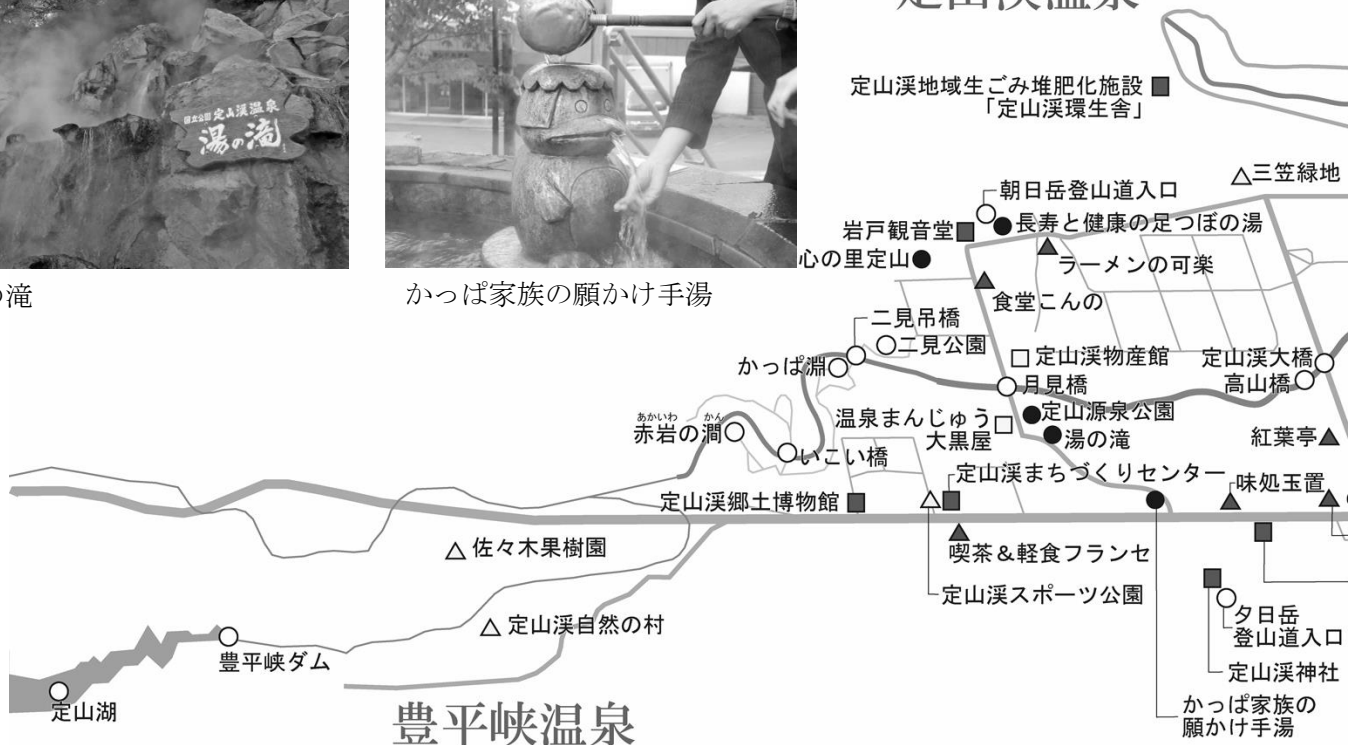 国立公園 定山渓温泉
湯の滝
の滝
かっぱ家族の願かけ手湯
定山渓温泉
定山渓地域生ごみ堆肥化施設
「定山渓環生舎」
三笠緑地
朝日岳登山道入口
長寿と健康の足つぼの湯
岩戸観音堂
心の里定山
ラーメンの可楽
食堂こんの
二見吊橋
二見公園
かっぱ淵
定山渓物産館
定山渓大橋
月見橋
高山橋
あかいわ かん
赤岩の澗
温泉まんじゅう
大黒屋
定山源泉公園
湯の滝
紅葉亭
いこい橋
定山渓まちづくりセンター
味処玉置
定山渓郷土博物館
佐々木果樹園
喫茶&軽食フランセ
定山渓スポーツ公園
定山渓自然の村
夕日岳
登山道入口
豊平峡ダム
定山渓神社
定山湖
かっぱ家族の
願かけ手湯
豊平峡温泉